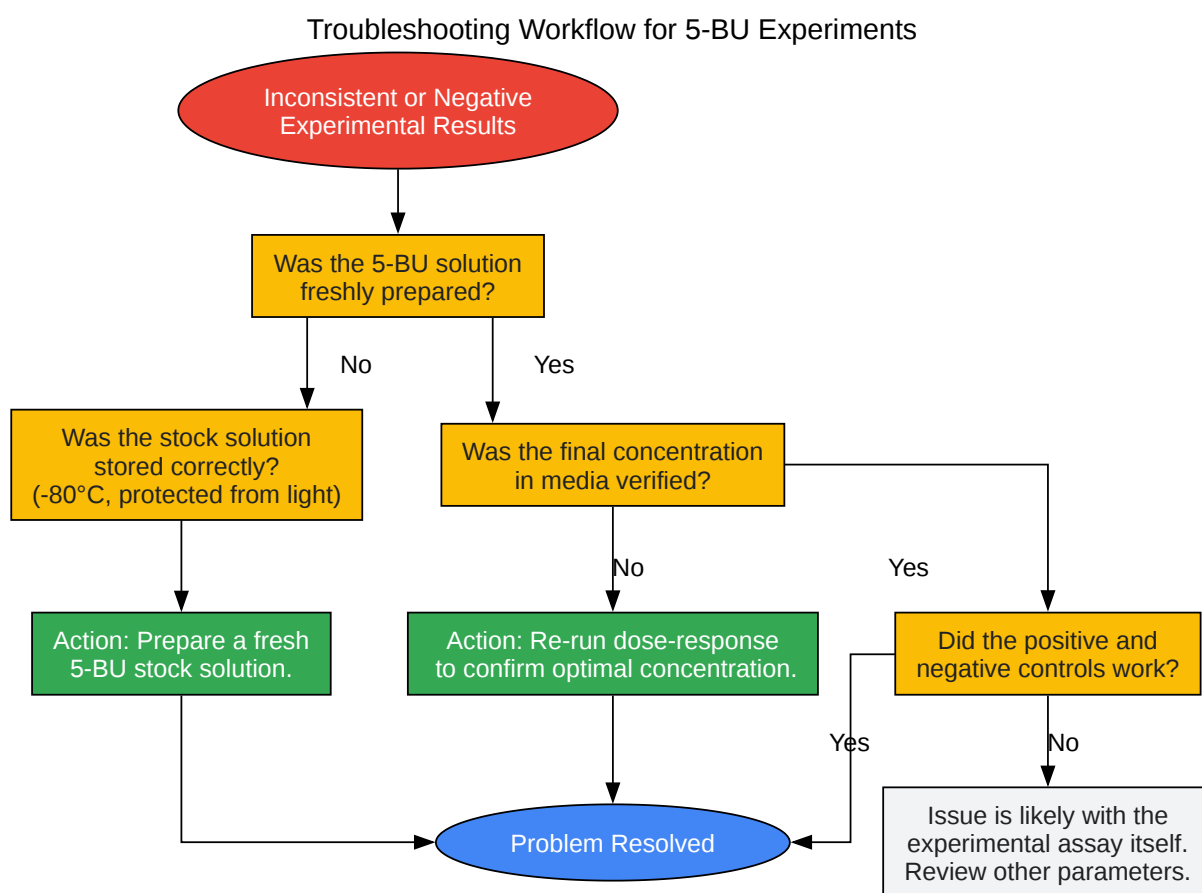 Troubleshooting Workflow for 5-BU Experiments
Inconsistent or Negative
Experimental Results
Was the 5-BU solution
freshly prepared?
No
Yes
Was the stock solution
stored correctly?
(-80°C, protected from light)
Was the final concentration
in media verified?
No
Yes
Action: Prepare a fresh
5-BU stock solution.
Action: Re-run dose-response
to confirm optimal concentration.
Did the positive and
negative controls work?
Yes
No
Problem Resolved
Issue is likely with the
experimental assay itself.
Review other parameters.